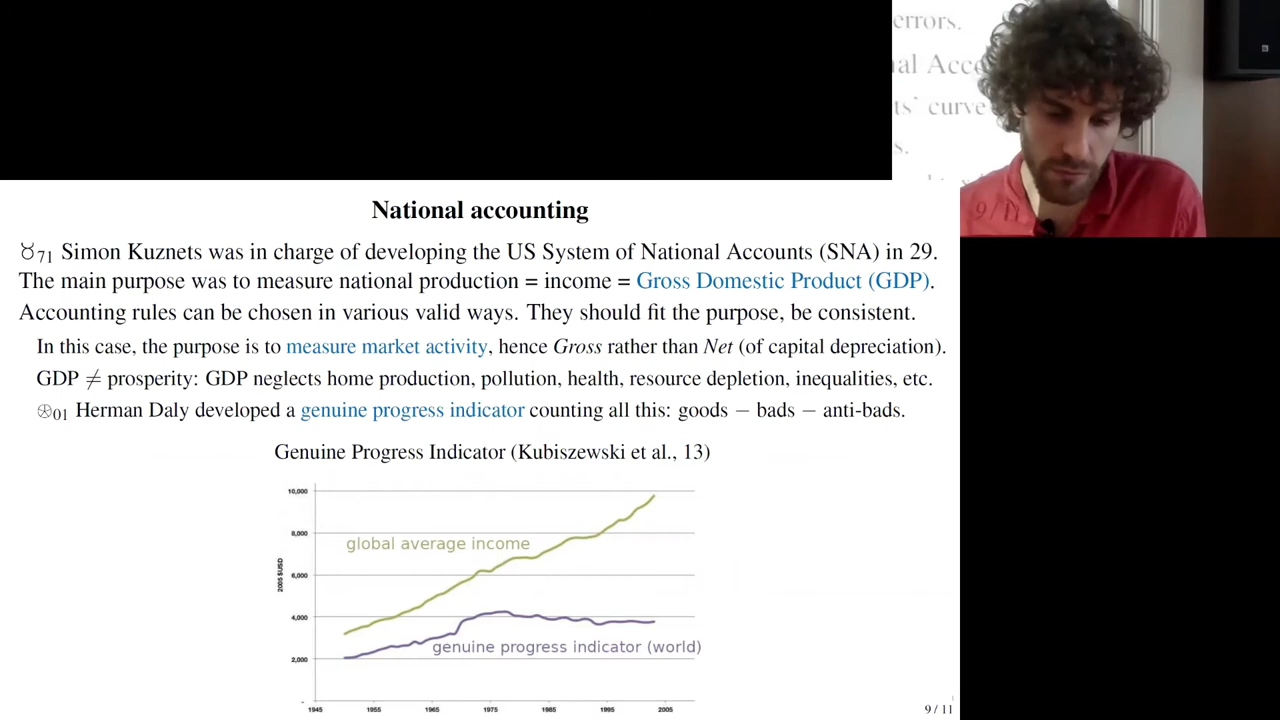 errors.
National accounting
♉71 Simon Kuznets was in charge of developing the US System of National Accounts (SNA) in 29.
The main purpose was to measure national production = income = Gross Domestic Product (GDP).
Accounting rules can be chosen in various valid ways. They should fit the purpose, be consistent.
In this case, the purpose is to measure market activity, hence Gross rather than Net (of capital depreciation).
GDP ≠ prosperity: GDP neglects home production, pollution, health, resource depletion, inequalities, etc.
01 Herman Daly developed a genuine progress indicator counting all this: goods − bads − anti-bads.
Genuine Progress Indicator (Kubiszewski et al., 13)
10,000
8,000
6,000
4,000
2,000
-
2005 $USD
global average income
genuine progress indicator (world)
1945 1955 1965 1975 1985 1995 2005
9 / 11